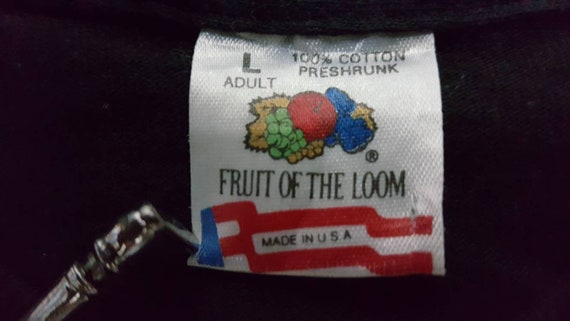 L 100% COTTON
ADULT PRESHRUNK
®
FRUIT OF THE LOOM
MADE IN U S A